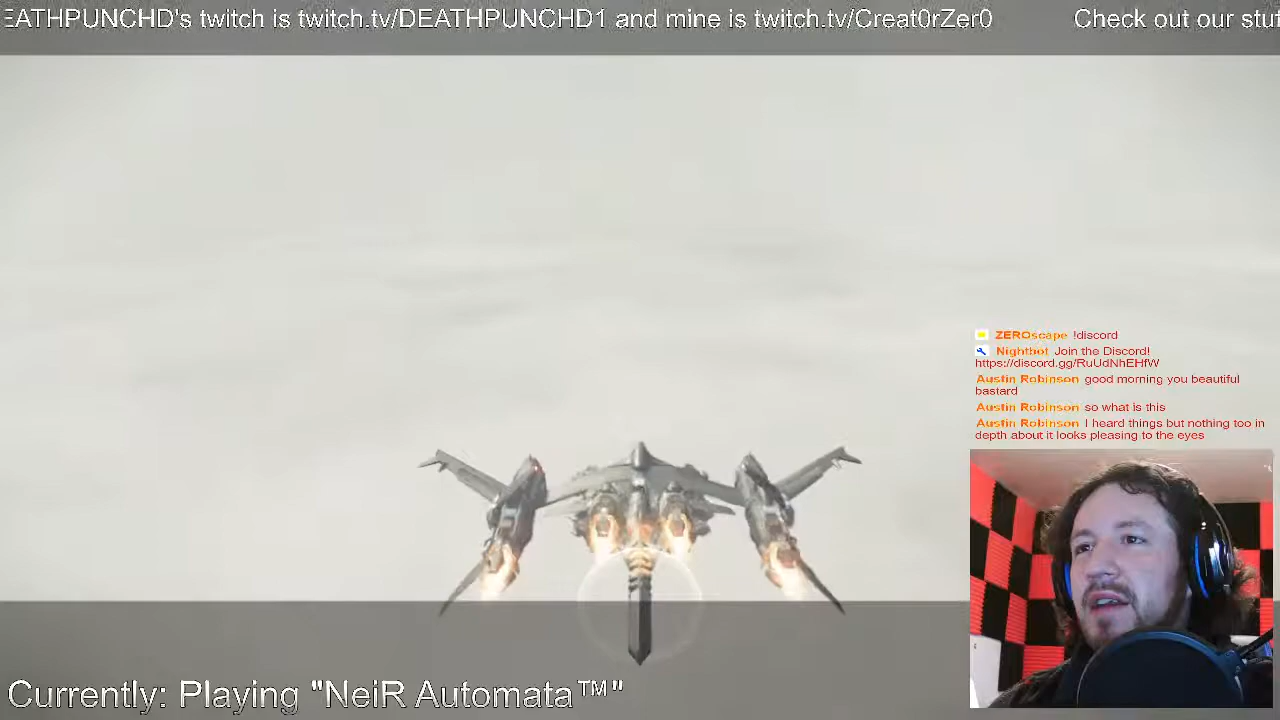 EATHPUNCHD's twitch is twitch.tv/DEATHPUNCHD1 and mine is twitch.tv/Creat0rZer0 Check out our stuf
ZEROscape !discord
Nightbot Join the Discord!
https://discord.gg/RuUdNhEHfW
Austin Robinson good morning you beautiful
bastard
Austin Robinson so what is this
Austin Robinson I heard things but nothing too in
depth about it looks pleasing to the eyes
Currently: Playing "NeiR Automata™"